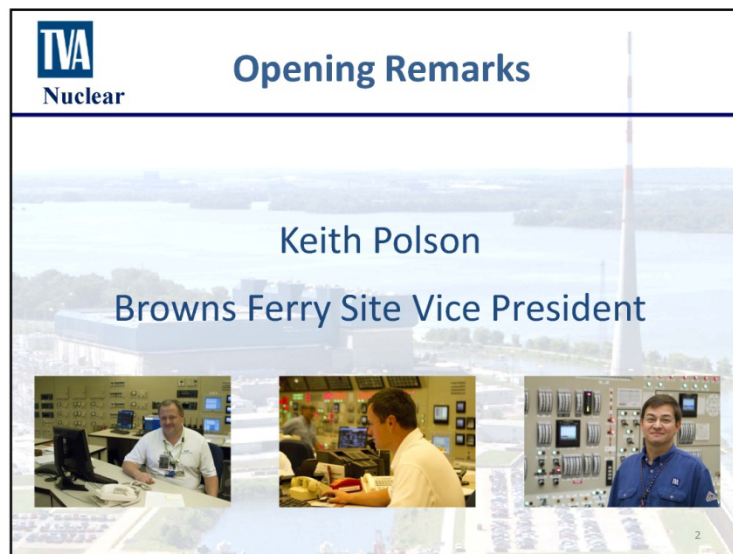 TVA
Nuclear
Opening Remarks
Keith Polson
Browns Ferry Site Vice President
2